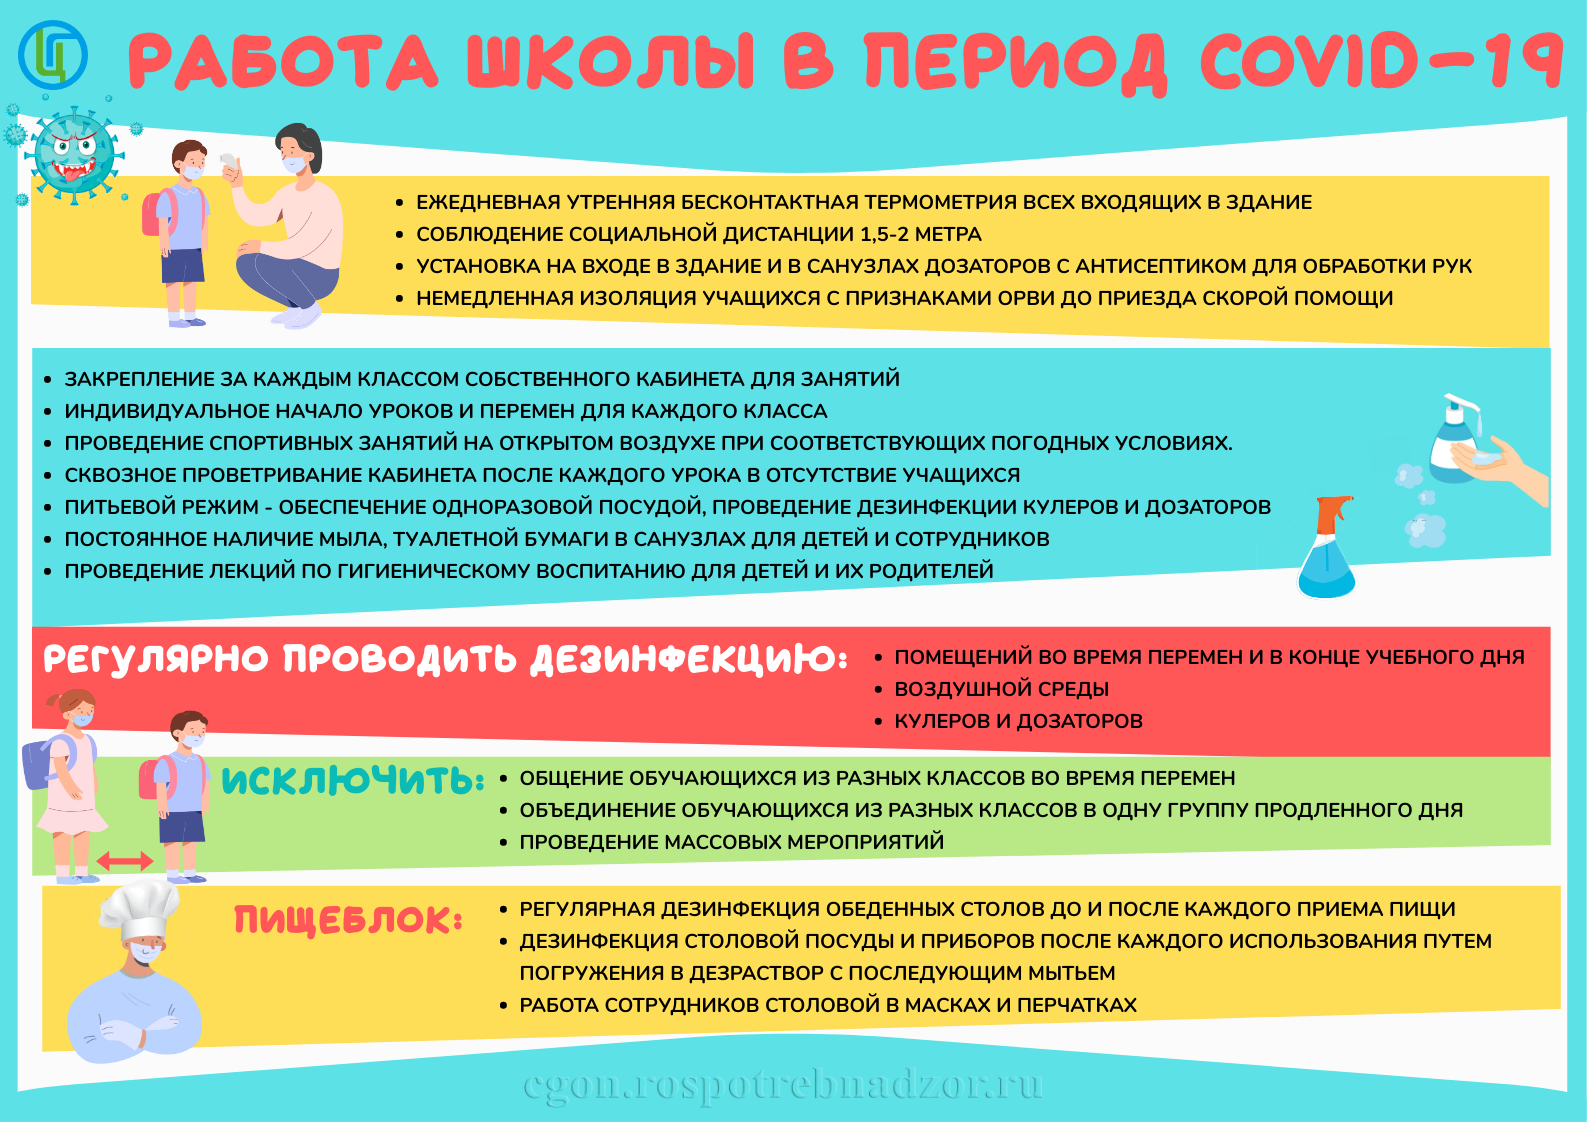 РАБОТА ШКОЛЫ В ПЕРИОД COVID-19
• ЕЖЕДНЕВНАЯ УТРЕННЯЯ БЕСКОНТАКТНАЯ ТЕРМОМЕТРИЯ ВСЕХ ВХОДЯЩИХ В ЗДАНИЕ
• СОБЛЮДЕНИЕ СОЦИАЛЬНОЙ ДИСТАНЦИИ 1,5-2 МЕТРА
• УСТАНОВКА НА ВХОДЕ В ЗДАНИЕ И В САНУЗЛАХ ДОЗАТОРОВ С АНТИСЕПТИКОМ ДЛЯ ОБРАБОТКИ РУК
• НЕМЕДЛЕННАЯ ИЗОЛЯЦИЯ УЧАЩИХСЯ С ПРИЗНАКАМИ ОРВИ ДО ПРИЕЗДА СКОРОЙ ПОМОЩИ
• ЗАКРЕПЛЕНИЕ ЗА КАЖДЫМ КЛАССОМ СОБСТВЕННОГО КАБИНЕТА ДЛЯ ЗАНЯТИЙ
• ИНДИВИДУАЛЬНОЕ НАЧАЛО УРОКОВ И ПЕРЕМЕН ДЛЯ КАЖДОГО КЛАССА
• ПРОВЕДЕНИЕ СПОРТИВНЫХ ЗАНЯТИЙ НА ОТКРЫТОМ ВОЗДУХЕ ПРИ СООТВЕТСТВУЮЩИХ ПОГОДНЫХ УСЛОВИЯХ.
• СКВОЗНОЕ ПРОВЕТРИВАНИЕ КАБИНЕТА ПОСЛЕ КАЖДОГО УРОКА В ОТСУТСТВИЕ УЧАЩИХСЯ
• ПИТЬЕВОЙ РЕЖИМ - ОБЕСПЕЧЕНИЕ ОДНОРАЗОВОЙ ПОСУДОЙ, ПРОВЕДЕНИЕ ДЕЗИНФЕКЦИИ КУЛЕРОВ И ДОЗАТОРОВ
• ПОСТОЯННОЕ НАЛИЧИЕ МЫЛА, ТУАЛЕТНОЙ БУМАГИ В САНУЗЛАХ ДЛЯ ДЕТЕЙ И СОТРУДНИКОВ
• ПРОВЕДЕНИЕ ЛЕКЦИЙ ПО ГИГИЕНИЧЕСКОМУ ВОСПИТАНИЮ ДЛЯ ДЕТЕЙ И ИХ РОДИТЕЛЕЙ
РЕГУЛЯРНО ПРОВОДИТЬ ДЕЗИНФЕКЦИЮ:
• ПОМЕЩЕНИЙ ВО ВРЕМЯ ПЕРЕМЕН И В КОНЦЕ УЧЕБНОГО ДНЯ
• ВОЗДУШНОЙ СРЕДЫ
• КУЛЕРОВ И ДОЗАТОРОВ
ИСКЛЮЧИТЬ:
• ОБЩЕНИЕ ОБУЧАЮЩИХСЯ ИЗ РАЗНЫХ КЛАССОВ ВО ВРЕМЯ ПЕРЕМЕН
• ОБЪЕДИНЕНИЕ ОБУЧАЮЩИХСЯ ИЗ РАЗНЫХ КЛАССОВ В ОДНУ ГРУППУ ПРОДЛЕННОГО ДНЯ
• ПРОВЕДЕНИЕ МАССОВЫХ МЕРОПРИЯТИЙ
ПИЩЕБЛОК:
• РЕГУЛЯРНАЯ ДЕЗИНФЕКЦИЯ ОБЕДЕННЫХ СТОЛОВ ДО И ПОСЛЕ КАЖДОГО ПРИЕМА ПИЩИ
• ДЕЗИНФЕКЦИЯ СТОЛОВОЙ ПОСУДЫ И ПРИБОРОВ ПОСЛЕ КАЖДОГО ИСПОЛЬЗОВАНИЯ ПУТЕМ
ПОГРУЖЕНИЯ В ДЕЗРАСТВОР С ПОСЛЕДУЮЩИМ МЫТЬЕМ
• РАБОТА СОТРУДНИКОВ СТОЛОВОЙ В МАСКАХ И ПЕРЧАТКАХ
cgon.rospotrebnadzor.ru